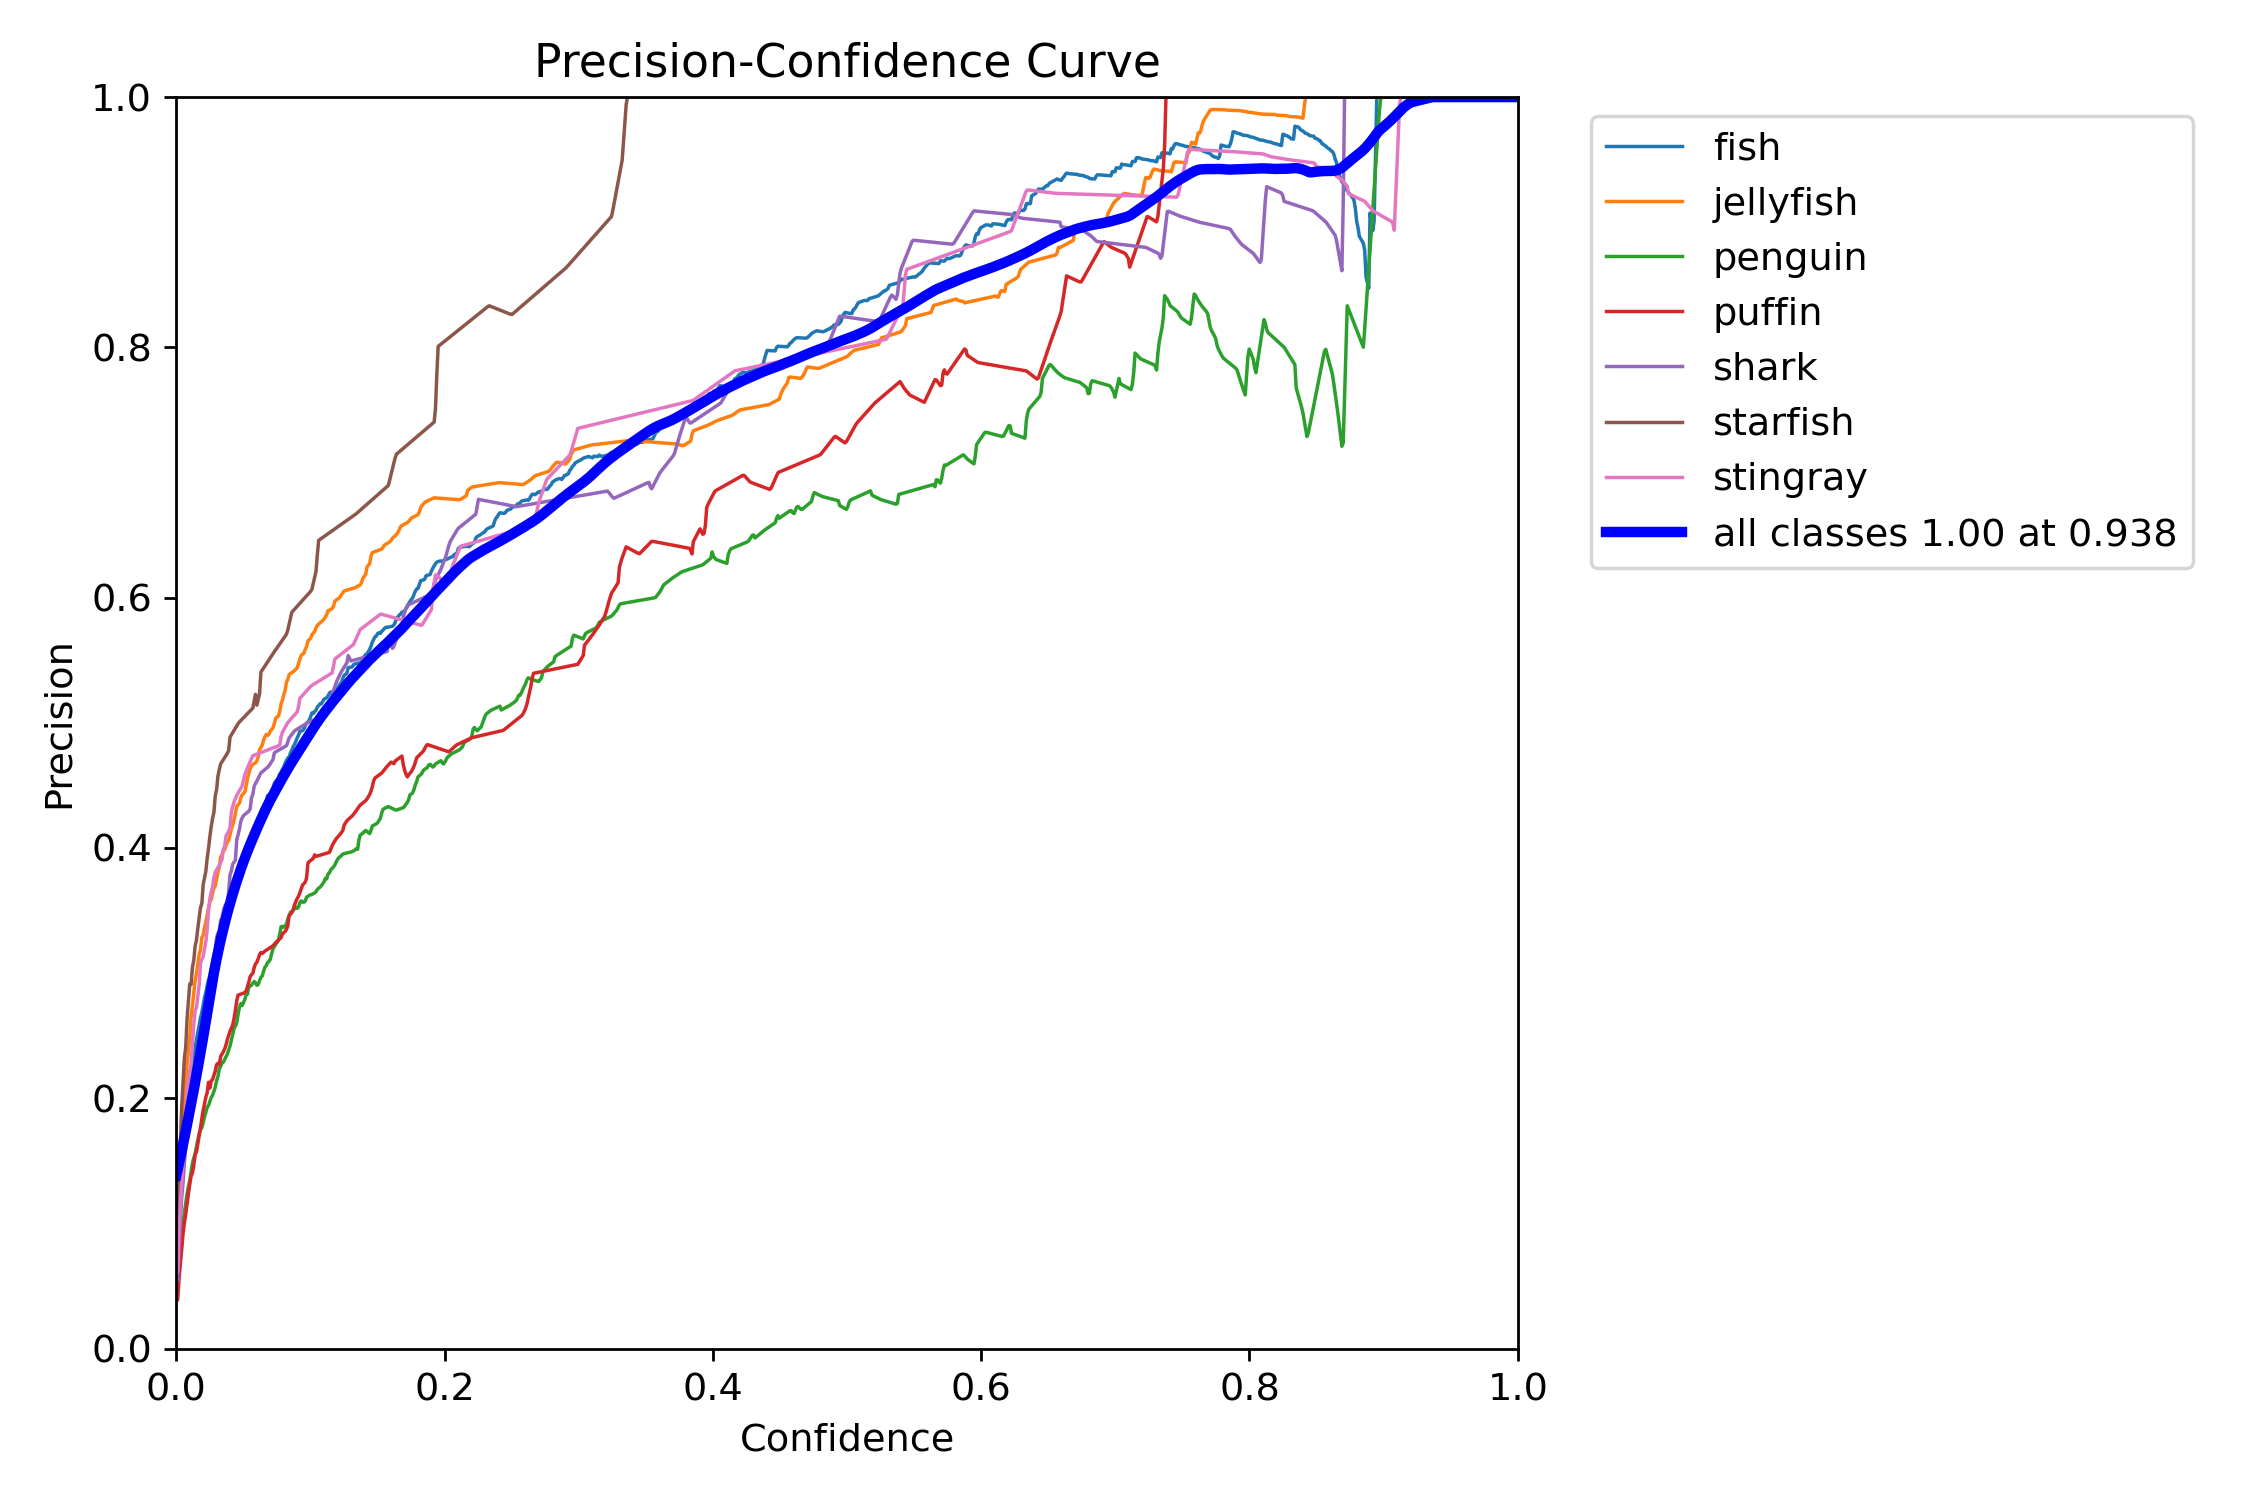 Precision-Confidence Curve
1.0
0.8
0.6
0.4
0.2
0.0
Precision
0.0 0.2 0.4 0.6 0.8 1.0
Confidence
fish
jellyfish
penguin
puffin
shark
starfish
stingray
all classes 1.00 at 0.938